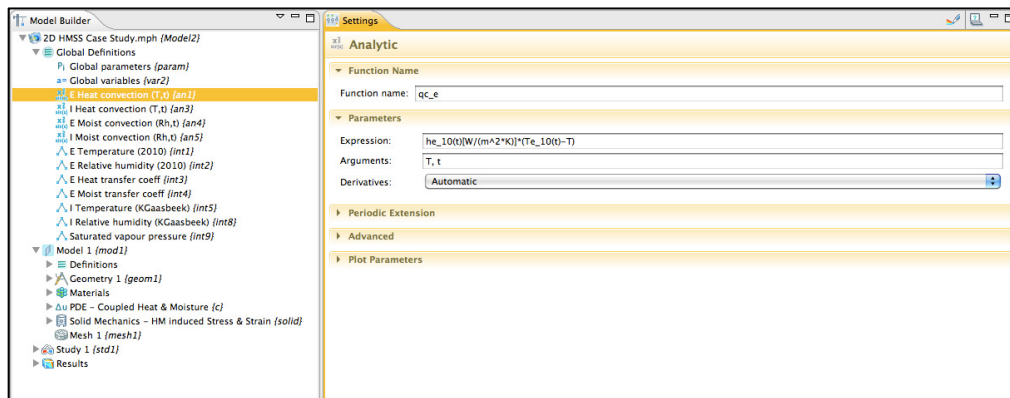 Model Builder
2D HMSS Case Study.mph {Model2}
Global Definitions
Pi Global parameters {param}
a= Global variables {var2}
E Heat convection (T,t) {an1}
I Heat convection (T,t) {an3}
E Moist convection (Rh,t) {an4}
I Moist convection (Rh,t) {an5}
E Temperature (2010) {int1}
E Relative humidity (2010) {int2}
E Heat transfer coeff {int3}
E Moist transfer coeff {int4}
I Temperature (KGaasbeek) {int5}
I Relative humidity (KGaasbeek) {int8}
Saturated vapour pressure {int9}
Model 1 {mod1}
Definitions
Geometry 1 {geom1}
Materials
Δu PDE - Coupled Heat & Moisture {c}
Solid Mechanics - HM induced Stress & Strain {solid}
Mesh 1 {mesh1}
Study 1 {std1}
Results
Settings
Analytic
Function Name
Function name: qc_e
Parameters
Expression: he_10(t)[W/(m^2*K)]*(Te_10(t)-T)
Arguments: T, t
Derivatives: Automatic
Periodic Extension
Advanced
Plot Parameters